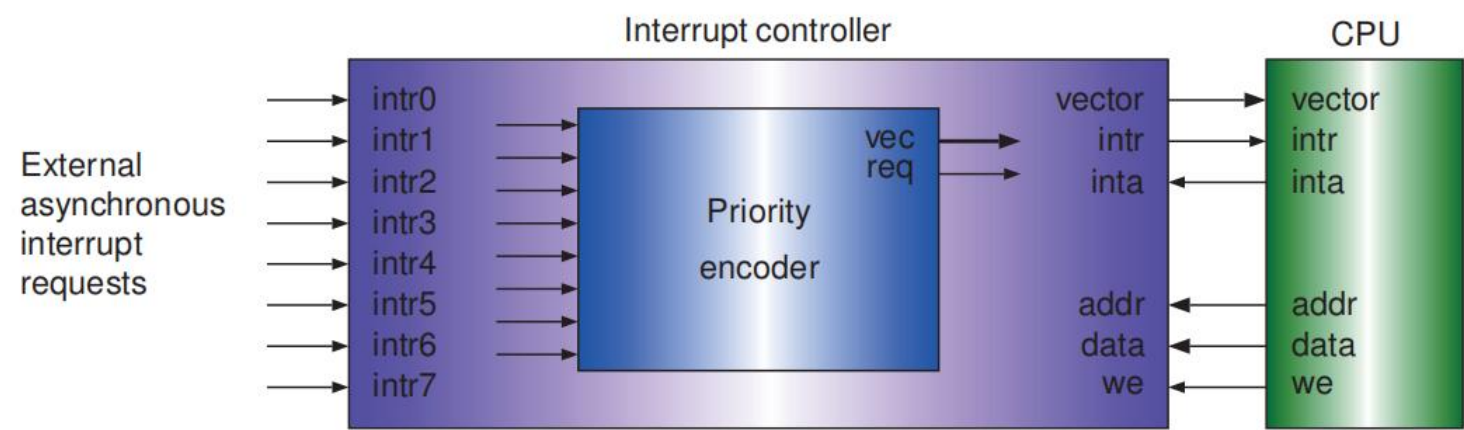 Interrupt controller
CPU
External
asynchronous
interrupt
requests
intr0
intr1
intr2
intr3
intr4
intr5
intr6
intr7
vec
req
Priority
encoder
vector
intr
inta
addr
data
we
vector
intr
inta
addr
data
we